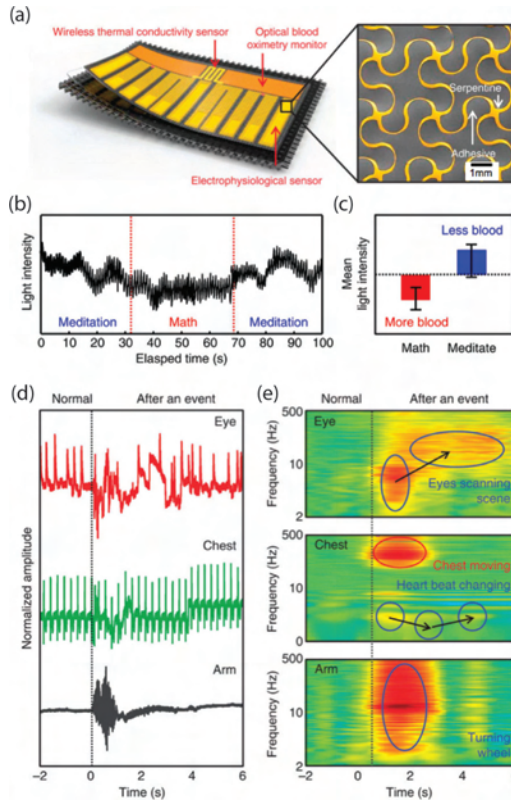 (a)
Wireless thermal conductivity sensor
Optical blood
oximetry monitor
Electrophysiological sensor
Serpentine
Adhesive
1mm
(b)
Light intensity
Meditation
Math
Meditation
0 10 20 30 40 50 60 70 80 90 100
Elasped time (s)
(c)
Mean
light intensity
Less blood
More blood
Math
Meditate
(d)
Normal
After an event
Eye
Chest
Arm
Normalized amplitude
−2 0 2 4 6
Time (s)
(e)
Normal
After an event
Eye
500
10
2
Frequency (Hz)
Eyes scanning
scene
Chest
500
10
0
Frequency (Hz)
Chest moving
Heart beat changing
Arm
500
10
2
Frequency (Hz)
Turning
wheel
−2 0 2 4
Time (s)